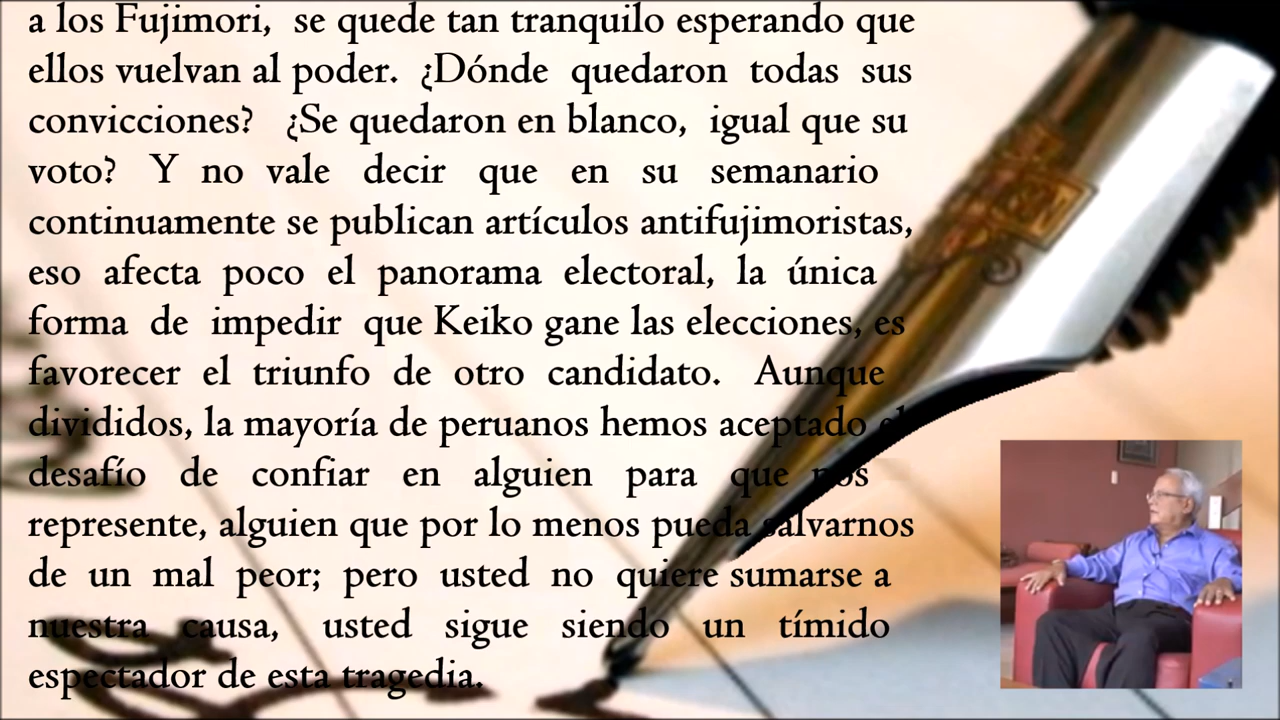 a los Fujimori, se quede tan tranquilo esperando que
ellos vuelvan al poder. ¿Dónde quedaron todas sus
convicciones? ¿Se quedaron en blanco, igual que su
voto? Y no vale decir que en su semanario
continuamente se publican artículos antifujimoristas,
eso afecta poco el panorama electoral, la única
forma de impedir que Keiko gane las elecciones, es
favorecer el triunfo de otro candidato. Aunque
divididos, la mayoría de peruanos hemos aceptado el
desafío de confiar en alguien para que nos
represente, alguien que por lo menos pueda salvarnos
de un mal peor; pero usted no quiere sumarse a
nuestra causa, usted sigue siendo un tímido
espectador de esta tragedia.